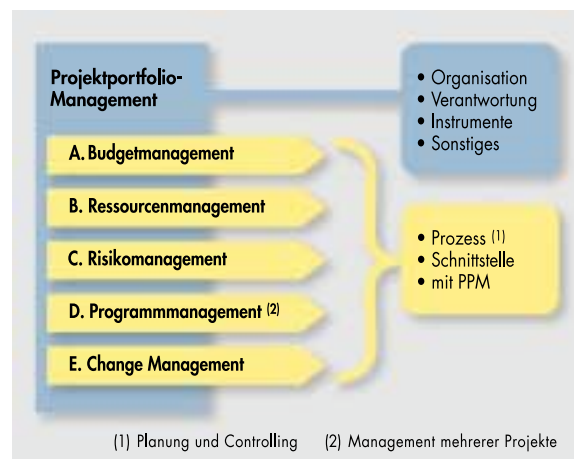 Projektportfolio-
Management
A. Budgetmanagement
B. Ressourcenmanagement
C. Risikomanagement
D. Programmmanagement (2)
E. Change Management
• Organisation
• Verantwortung
• Instrumente
• Sonstiges
• Prozess (1)
• Schnittstelle
• mit PPM
(1) Planung und Controlling (2) Management mehrerer Projekte